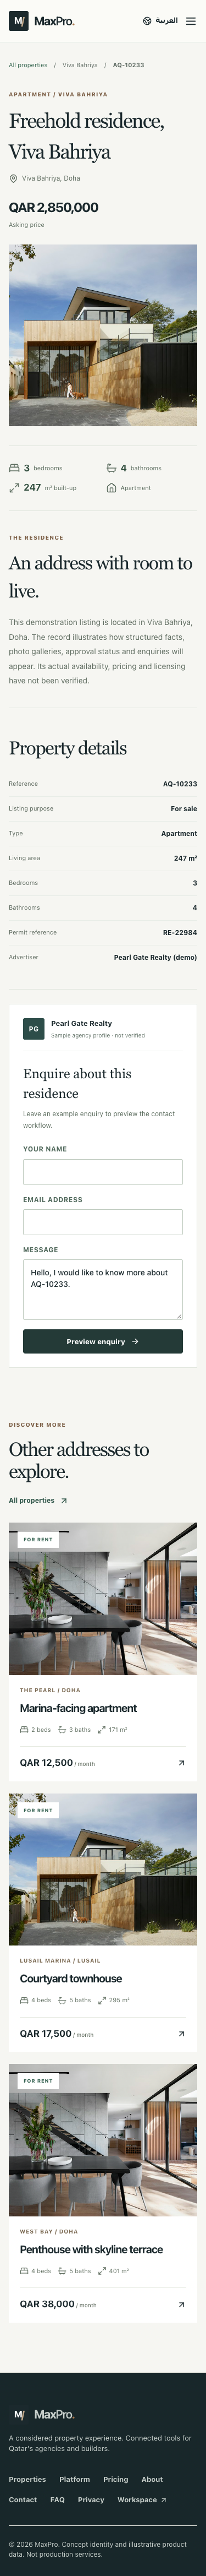 M MaxPro.
العربية
All properties / Viva Bahriya / AQ-10233
APARTMENT / VIVA BAHRIYA
Freehold residence,
Viva Bahriya
Viva Bahriya, Doha
QAR 2,850,000
Asking price
3 bedrooms
4 bathrooms
247 m² built-up
Apartment
THE RESIDENCE
An address with room to
live.
This demonstration listing is located in Viva Bahriya,
Doha. The record illustrates how structured facts,
photo galleries, approval status and enquiries will
appear. Its actual availability, pricing and licensing
have not been verified.
Property details
Reference AQ-10233
Listing purpose For sale
Type Apartment
Living area 247 m²
Bedrooms 3
Bathrooms 4
Permit reference RE-22984
Advertiser Pearl Gate Realty (demo)
PG Pearl Gate Realty
Sample agency profile · not verified
Enquire about this
residence
Leave an example enquiry to preview the contact
workflow.
YOUR NAME
EMAIL ADDRESS
MESSAGE
Hello, I would like to know more about
AQ-10233.
Preview enquiry →
DISCOVER MORE
Other addresses to
explore.
All properties ↗
FOR RENT
THE PEARL / DOHA
Marina-facing apartment
2 beds 3 baths 171 m²
QAR 12,500 / month ↗
FOR RENT
LUSAIL MARINA / LUSAIL
Courtyard townhouse
4 beds 5 baths 295 m²
QAR 17,500 / month ↗
FOR RENT
WEST BAY / DOHA
Penthouse with skyline terrace
4 beds 5 baths 401 m²
QAR 38,000 / month ↗
M MaxPro.
A considered property experience. Connected tools for
Qatar's agencies and builders.
Properties Platform Pricing About
Contact FAQ Privacy Workspace ↗
© 2026 MaxPro. Concept identity and illustrative product
data. Not production services.